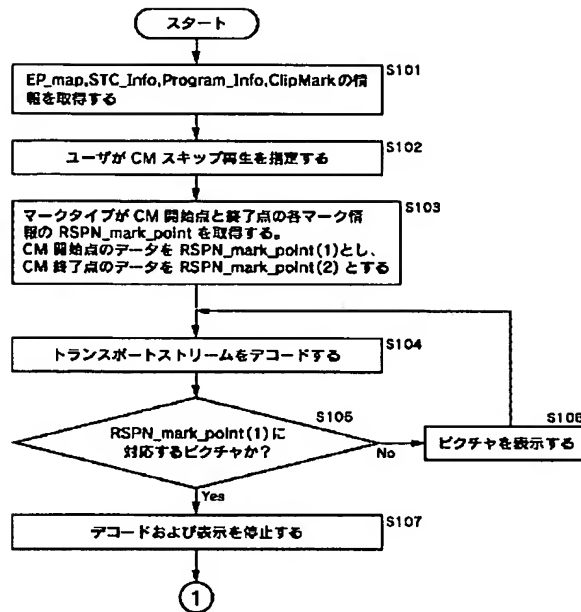 スタート
S101
EP_map,STC_Info,Program_Info,ClipMarkの情
報を取得する
S102
ユーザが CM スキップ再生を指定する
S103
マークタイプが CM 開始点と終了点の各マーク情
報の RSPN_mark_point を取得する。
CM 開始点のデータを RSPN_mark_point(1)とし、
CM 終了点のデータを RSPN_mark_point(2) とする
S104
トランスポートストリームをデコードする
S105
RSPN_mark_point(1)に
対応するピクチャか?
No
S106
ピクチャを表示する
Yes
S107
デコードおよび表示を停止する
1